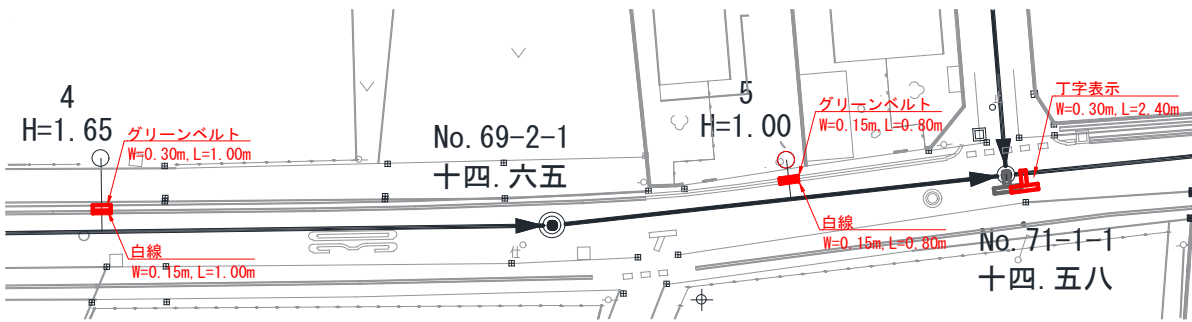 4
H=1.65
グリーンベルト
W=0.30m, L=1.00m
白線
W=0.15m, L=1.00m
No. 69-2-1
十四. 六五
仕
5
H=1.00
グリーンベルト
W=0.15m, L=0.80m
白線
W=0.15m, L=0.80m
丁字表示
W=0.30m, L=2.40m
No. 71-1-1
十四. 五八